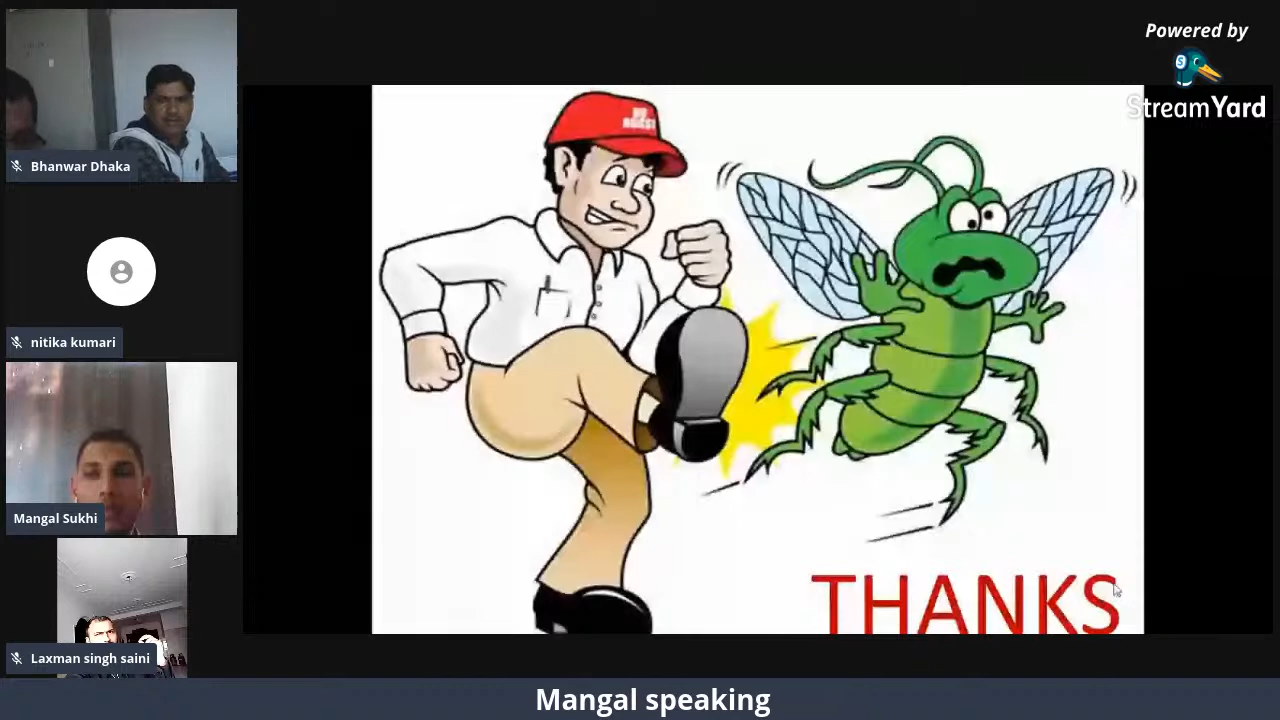 Powered by
StreamYard
Bhanwar Dhaka
nitika kumari
Mangal Sukhi
Laxman singh saini
THANKS
Mangal speaking